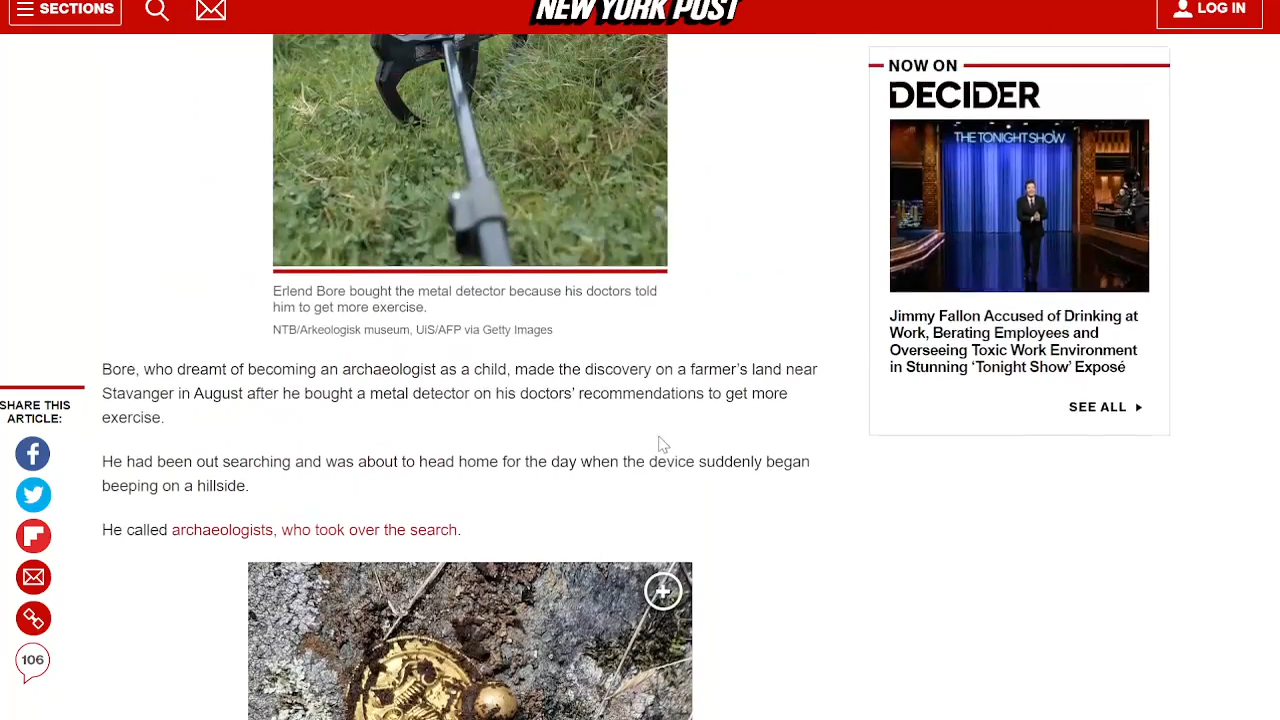 SECTIONS
NEW YORK POST
LOG IN
Erlend Bore bought the metal detector because his doctors told
him to get more exercise.
NTB/Arkeologisk museum, UiS/AFP via Getty Images
Bore, who dreamt of becoming an archaeologist as a child, made the discovery on a farmer's land near
Stavanger in August after he bought a metal detector on his doctors' recommendations to get more
exercise.
He had been out searching and was about to head home for the day when the device suddenly began
beeping on a hillside.
He called archaeologists, who took over the search.
SHARE THIS
ARTICLE:
106
NOW ON
DECIDER
THE TONIGHT SHOW
Jimmy Fallon Accused of Drinking at
Work, Berating Employees and
Overseeing Toxic Work Environment
in Stunning 'Tonight Show' Exposé
SEE ALL